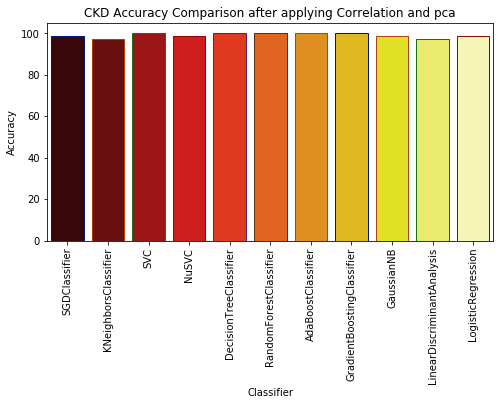 CKD Accuracy Comparison after applying Correlation and pca
100
80
60
40
20
0
Accuracy
SGDClassifier
KNeighborsClassifier
SVC
NuSVC
DecisionTreeClassifier
RandomForestClassifier
AdaBoostClassifier
GradientBoostingClassifier
GaussianNB
LinearDiscriminantAnalysis
LogisticRegression
Classifier